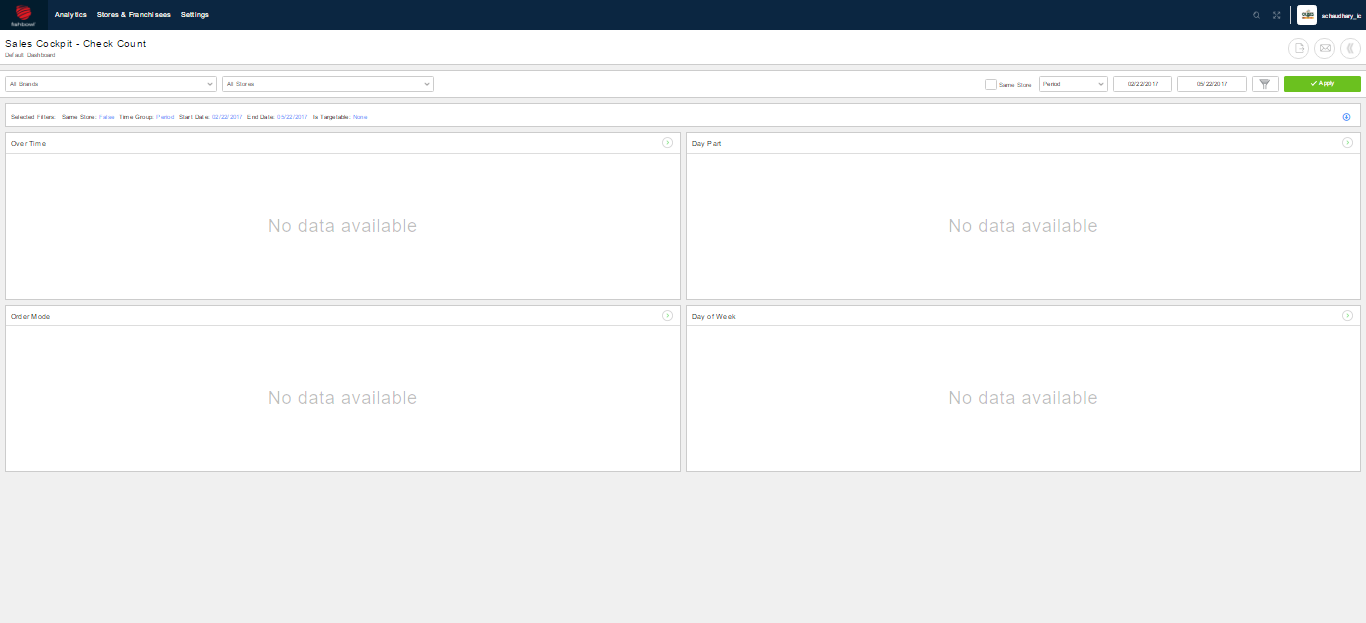 fishbowl
Analytics Stores & Franchisees Settings
schaudhary_ic
Sales Cockpit - Check Count
Default Dashboard
All Brands All Stores Same Store Period 02/22/2017 05/22/2017 Apply
Selected Filters: Same Store: False Time Group: Period Start Date: 02/22/2017 End Date: 05/22/2017 Is Targetable: None
Over Time Day Part
No data available No data available
Order Mode Day of Week
No data available No data available